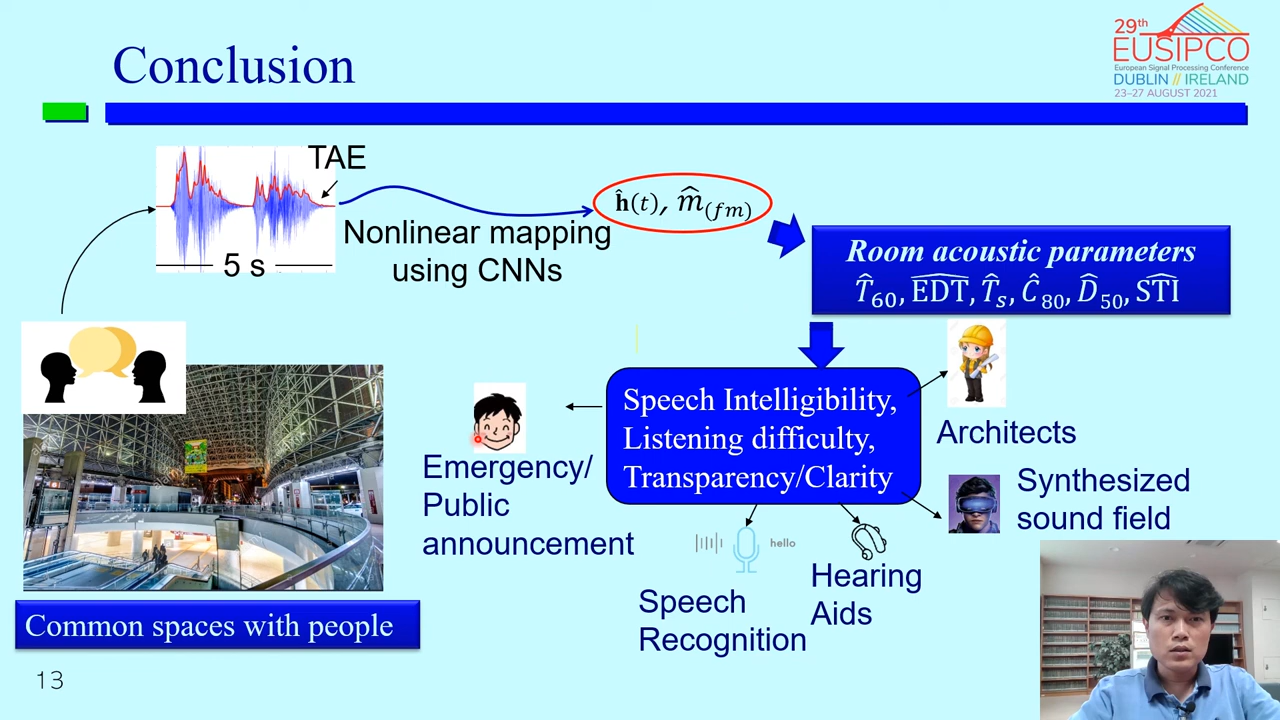 Conclusion
29th
EUSIPCO
European Signal Processing Conference
DUBLIN // IRELAND
23–27 AUGUST 2021
TAE
5 s
Nonlinear mapping
using CNNs
ĥ(t), m̂(fm)
Room acoustic parameters
T̂60, EDT̂, T̂s, Ĉ80, D̂50, STÎ
Speech Intelligibility,
Listening difficulty,
Transparency/Clarity
Architects
Emergency/
Public
announcement
Synthesized
sound field
hello
Hearing
Aids
Speech
Recognition
Common spaces with people
13